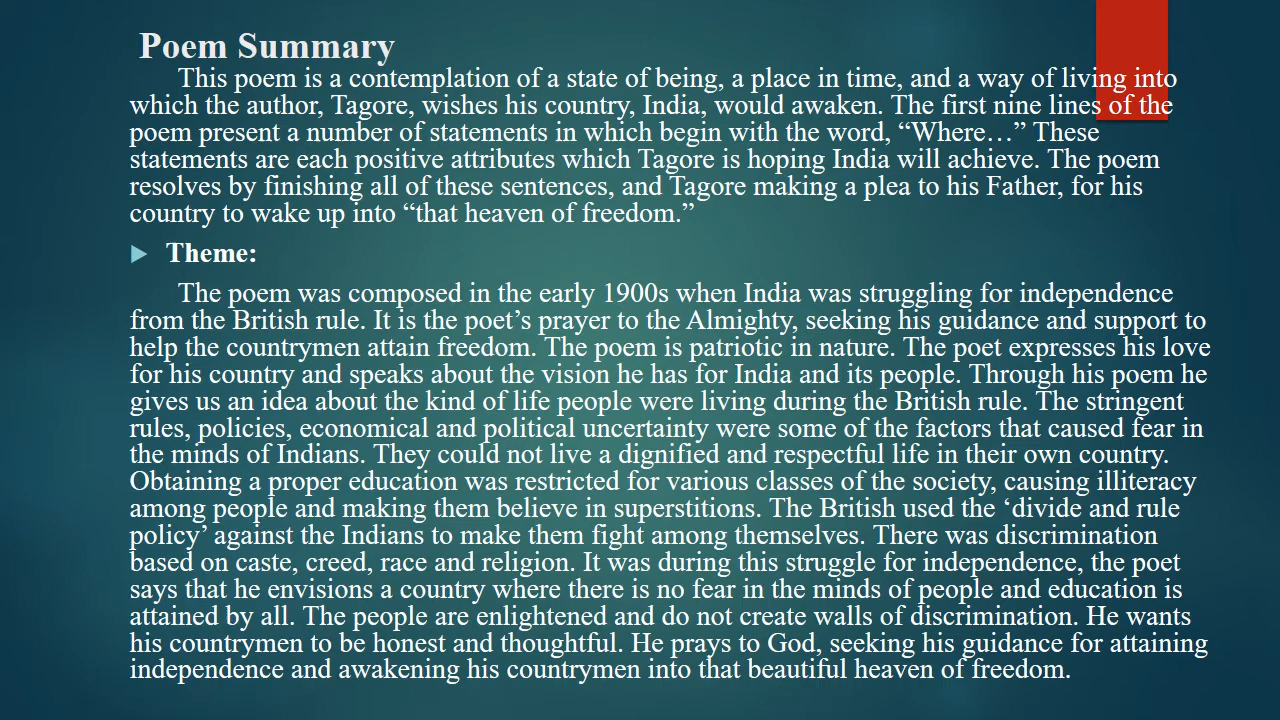 Poem Summary
This poem is a contemplation of a state of being, a place in time, and a way of living into
which the author, Tagore, wishes his country, India, would awaken. The first nine lines of the
poem present a number of statements in which begin with the word, “Where…” These
statements are each positive attributes which Tagore is hoping India will achieve. The poem
resolves by finishing all of these sentences, and Tagore making a plea to his Father, for his
country to wake up into “that heaven of freedom.”
Theme:
The poem was composed in the early 1900s when India was struggling for independence
from the British rule. It is the poet’s prayer to the Almighty, seeking his guidance and support to
help the countrymen attain freedom. The poem is patriotic in nature. The poet expresses his love
for his country and speaks about the vision he has for India and its people. Through his poem he
gives us an idea about the kind of life people were living during the British rule. The stringent
rules, policies, economical and political uncertainty were some of the factors that caused fear in
the minds of Indians. They could not live a dignified and respectful life in their own country.
Obtaining a proper education was restricted for various classes of the society, causing illiteracy
among people and making them believe in superstitions. The British used the ‘divide and rule
policy’ against the Indians to make them fight among themselves. There was discrimination
based on caste, creed, race and religion. It was during this struggle for independence, the poet
says that he envisions a country where there is no fear in the minds of people and education is
attained by all. The people are enlightened and do not create walls of discrimination. He wants
his countrymen to be honest and thoughtful. He prays to God, seeking his guidance for attaining
independence and awakening his countrymen into that beautiful heaven of freedom.